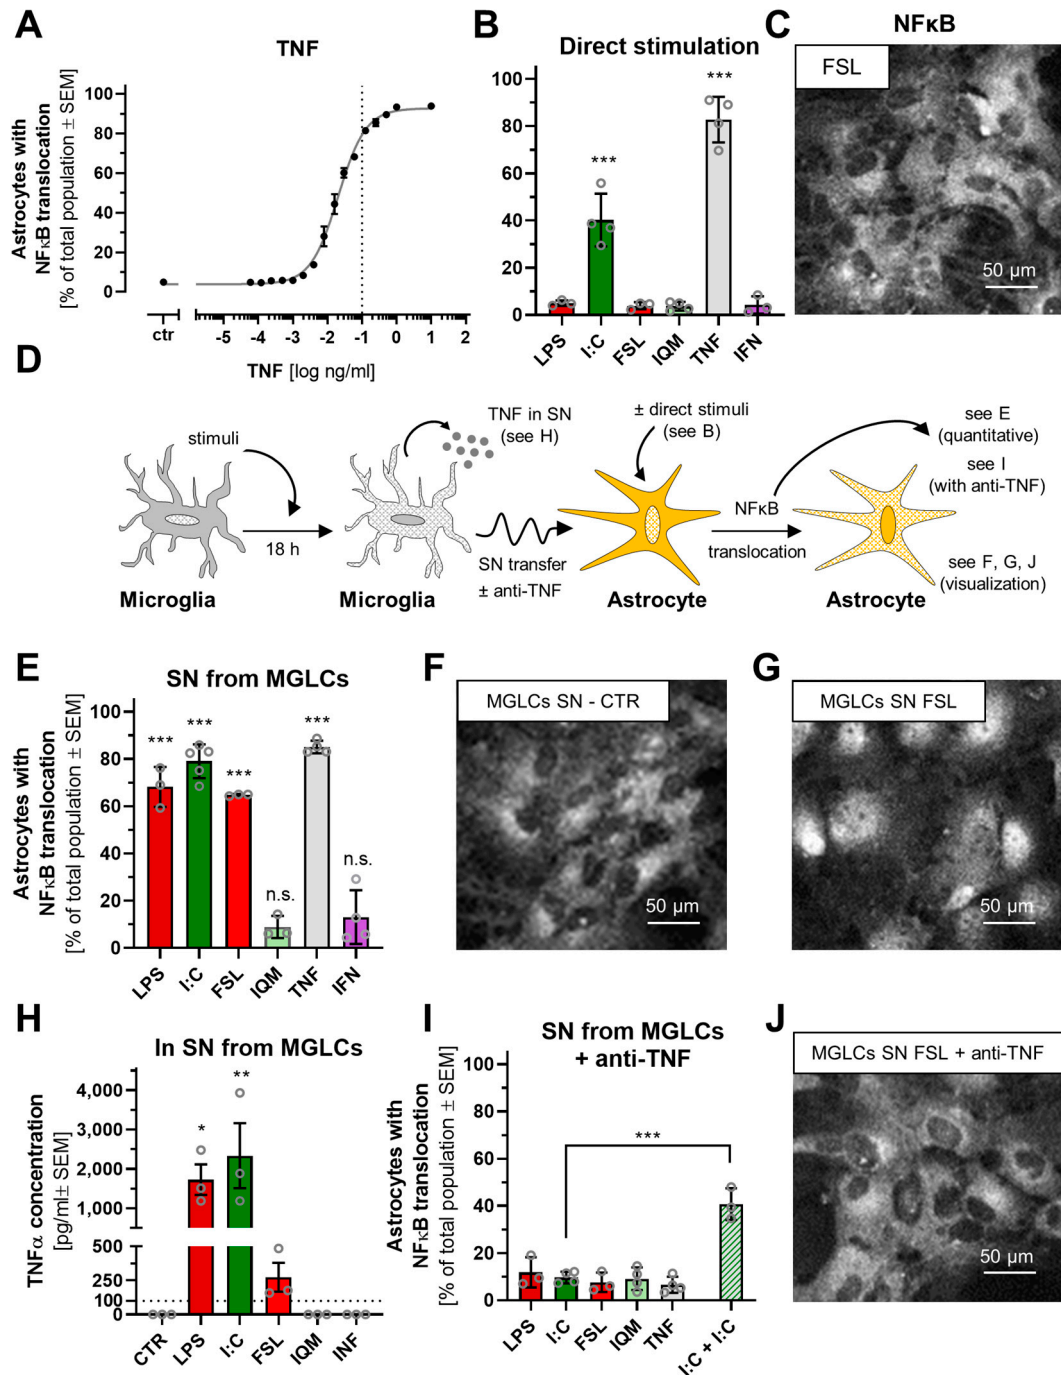 A
TNF
Astrocytes with
NFκB translocation
[% of total population ± SEM]
100
80
60
40
20
0
ctr
-5 -4 -3 -2 -1 0 1 2
TNF [log ng/ml]
B
Direct stimulation
100
80
60
40
20
0
***
***
LPS
I:C
FSL
IQM
TNF
IFN
C
NFκB
FSL
50 µm
D
stimuli
18 h
Microglia
TNF in SN
(see H)
Microglia
SN transfer
± anti-TNF
± direct stimuli
(see B)
Astrocyte
NFκB
translocation
see E
(quantitative)
see I
(with anti-TNF)
see F, G, J
(visualization)
Astrocyte
E
SN from MGLCs
Astrocytes with
NFκB translocation
[% of total population ± SEM]
100
80
60
40
20
0
***
***
***
n.s.
***
n.s.
LPS
I:C
FSL
IQM
TNF
IFN
F
MGLCs SN - CTR
50 µm
G
MGLCs SN FSL
50 µm
H
In SN from MGLCs
TNFα concentration
[pg/ml± SEM]
4,000
3,000
2,000
1,000
500
250
100
0
*
**
CTR
LPS
I:C
FSL
IQM
INF
I
SN from MGLCs
+ anti-TNF
Astrocytes with
NFκB translocation
[% of total population ± SEM]
100
80
60
40
20
0
***
LPS
I:C
FSL
IQM
TNF
I:C + I:C
J
MGLCs SN FSL + anti-TNF
50 µm